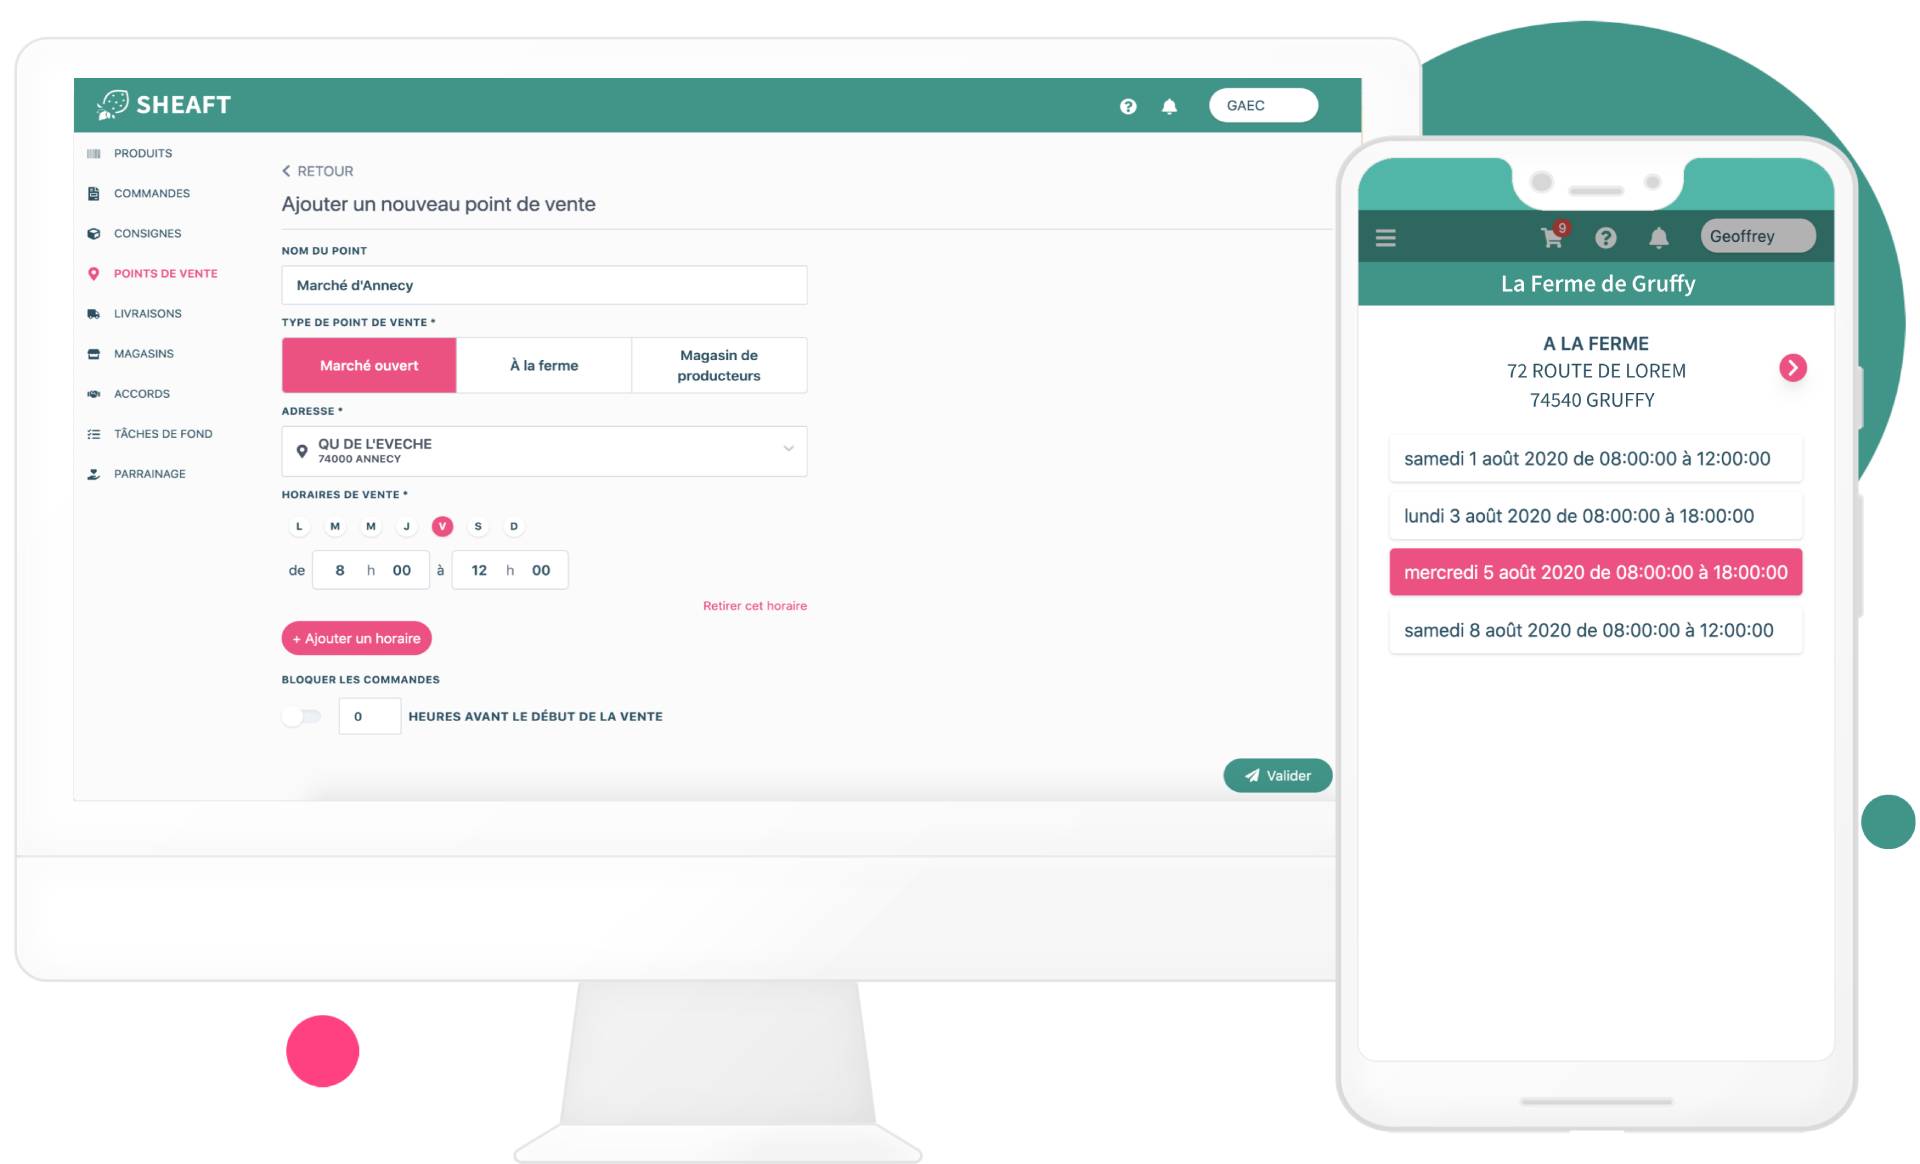 SHEAFT
GAEC
PRODUITS
COMMANDES
CONSIGNES
POINTS DE VENTE
LIVRAISONS
MAGASINS
ACCORDS
TÂCHES DE FOND
PARRAINAGE
RETOUR
Ajouter un nouveau point de vente
NOM DU POINT
Marché d'Annecy
TYPE DE POINT DE VENTE *
Marché ouvert À la ferme Magasin de
producteurs
ADRESSE *
QU DE L'EVECHE
74000 ANNECY
HORAIRES DE VENTE *
L M M J V S D
de 8 h 00 à 12 h 00
Retirer cet horaire
+ Ajouter un horaire
BLOQUER LES COMMANDES
0 HEURES AVANT LE DÉBUT DE LA VENTE
Valider
9 Geoffrey
La Ferme de Gruffy
A LA FERME
72 ROUTE DE LOREM
74540 GRUFFY
samedi 1 août 2020 de 08:00:00 à 12:00:00
lundi 3 août 2020 de 08:00:00 à 18:00:00
mercredi 5 août 2020 de 08:00:00 à 18:00:00
samedi 8 août 2020 de 08:00:00 à 12:00:00